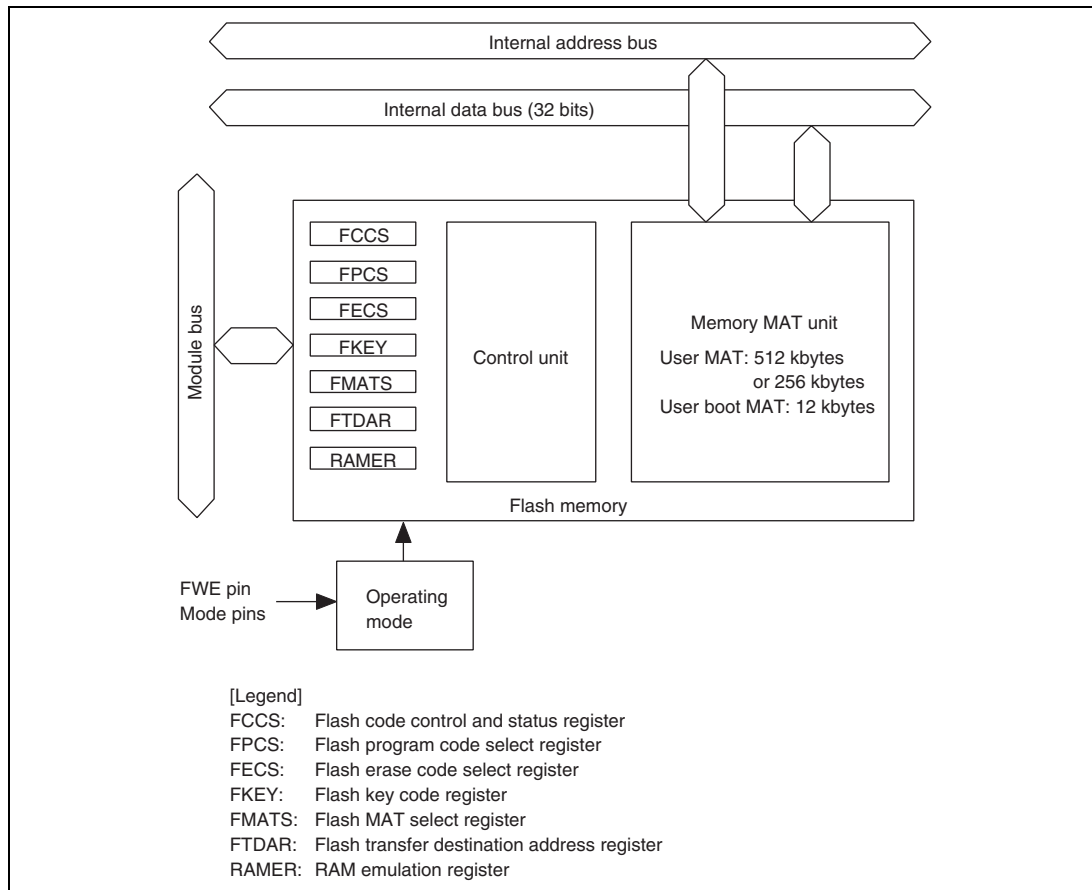 Internal address bus
Internal data bus (32 bits)
Module bus
FCCS
FPCS
FECS
FKEY
FMATS
FTDAR
RAMER
Control unit
Memory MAT unit
User MAT: 512 kbytes
or 256 kbytes
User boot MAT: 12 kbytes
Flash memory
FWE pin
Mode pins
Operating
mode
[Legend]
FCCS: Flash code control and status register
FPCS: Flash program code select register
FECS: Flash erase code select register
FKEY: Flash key code register
FMATS: Flash MAT select register
FTDAR: Flash transfer destination address register
RAMER: RAM emulation register